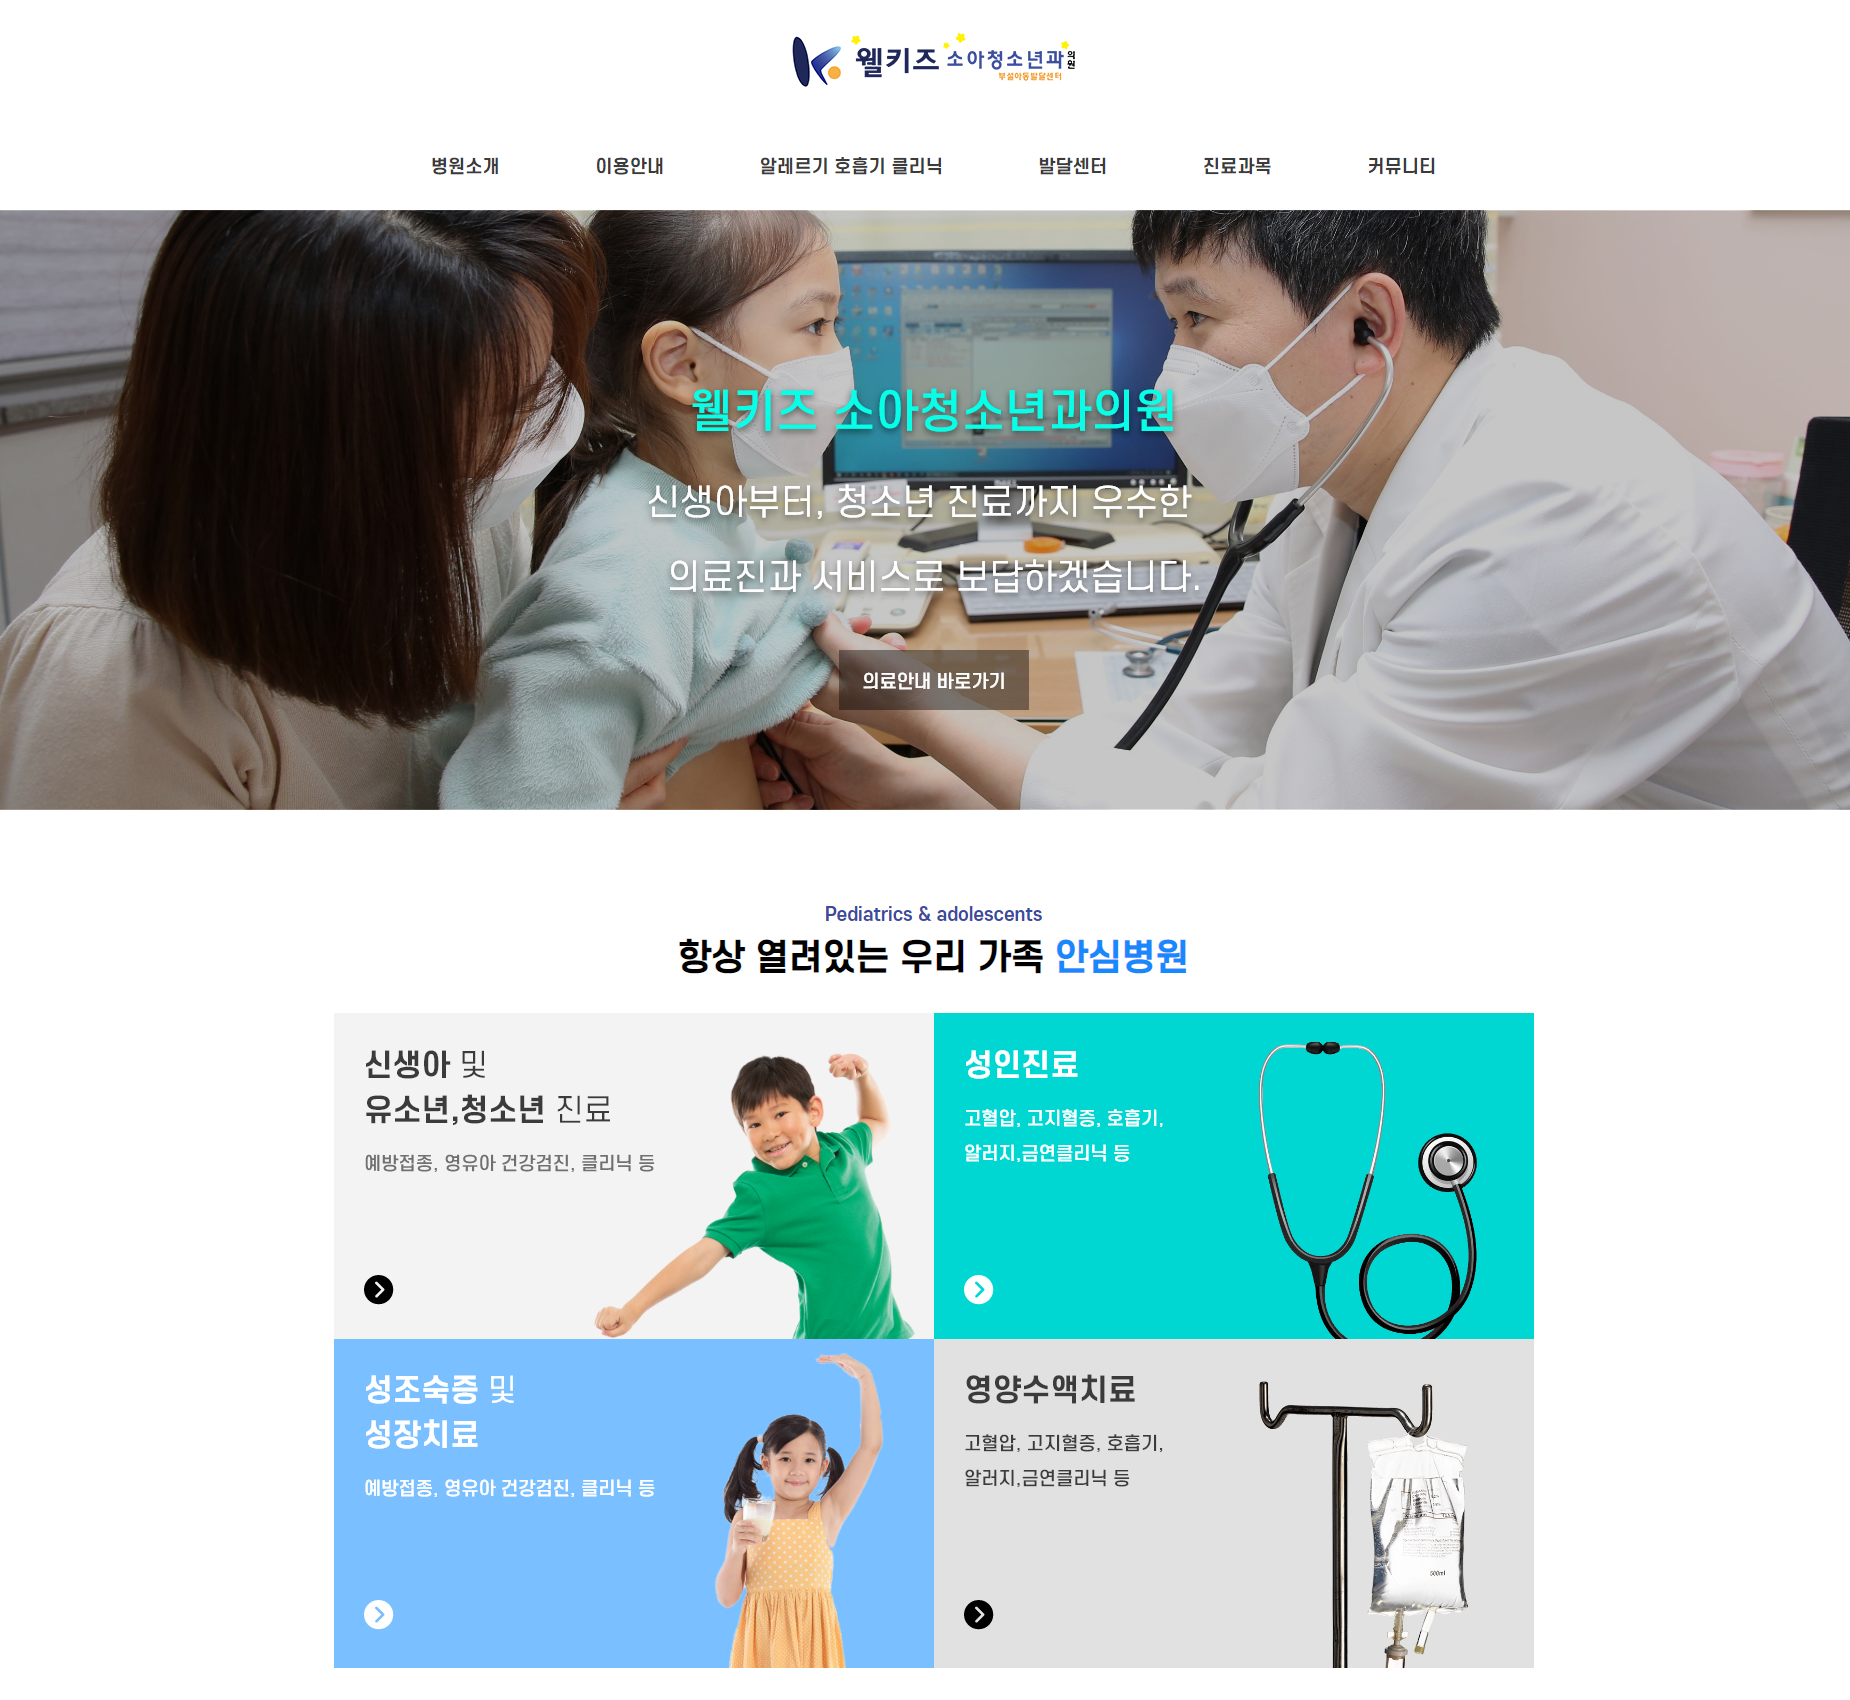 웰키즈 소아청소년과의원
부설아동발달센터
병원소개 이용안내 알레르기 호흡기 클리닉 발달센터 진료과목 커뮤니티
웰키즈 소아청소년과의원
신생아부터, 청소년 진료까지 우수한
의료진과 서비스로 보답하겠습니다.
의료안내 바로가기
Pediatrics & adolescents
항상 열려있는 우리 가족 안심병원
신생아 및
유소년,청소년 진료
예방접종, 영유아 건강검진, 클리닉 등
성인진료
고혈압, 고지혈증, 호흡기,
알러지,금연클리닉 등
성조숙증 및
성장치료
예방접종, 영유아 건강검진, 클리닉 등
영양수액치료
고혈압, 고지혈증, 호흡기,
알러지,금연클리닉 등
500ml